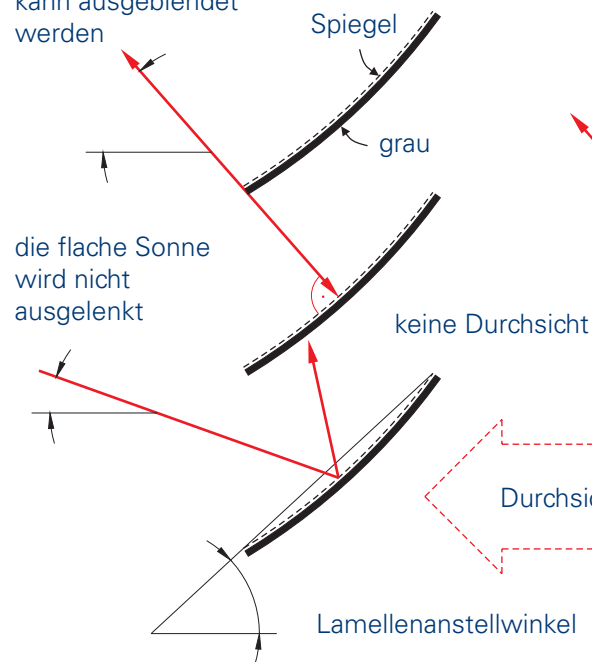 kann ausgeblendet
werden
Spiegel
grau
die flache Sonne
wird nicht
ausgelenkt
keine Durchsicht
Lamellenanstellwinkel